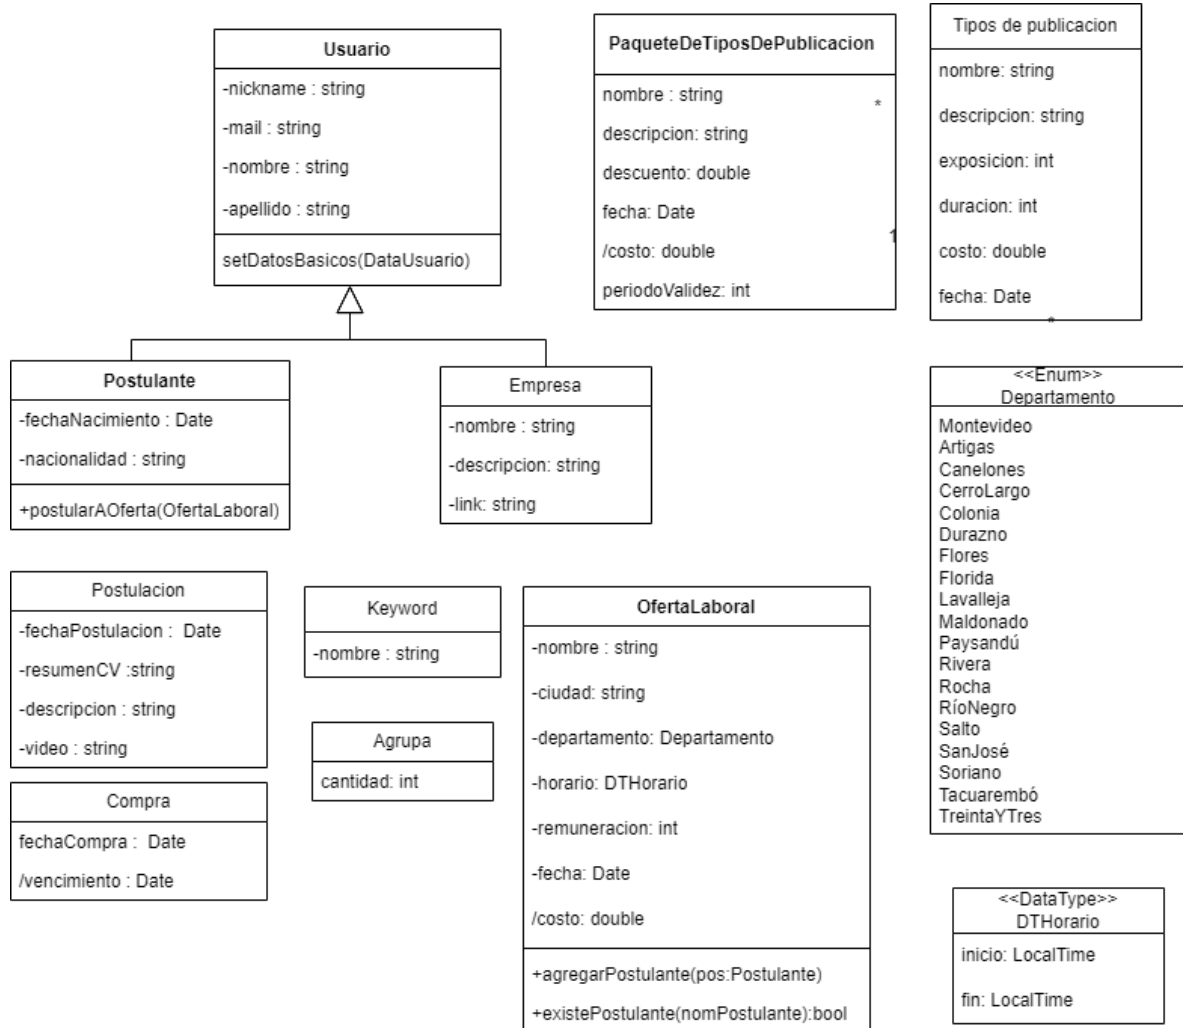 Usuario
-nickname : string
-mail : string
-nombre : string
-apellido : string
setDatosBasicos(DataUsuario)
PaqueteDeTiposDePublicacion
nombre : string
*
descripcion: string
descuento: double
fecha: Date
1
/costo: double
periodoValidez: int
Tipos de publicacion
nombre: string
descripcion: string
exposicion: int
duracion: int
costo: double
fecha: Date
*
Postulante
-fechaNacimiento : Date
-nacionalidad : string
+postularAOferta(OfertaLaboral)
Empresa
-nombre : string
-descripcion: string
-link: string
<<Enum>>
Departamento
Montevideo
Artigas
Canelones
CerroLargo
Colonia
Durazno
Flores
Florida
Lavalleja
Maldonado
Paysandú
Rivera
Rocha
RíoNegro
Salto
SanJosé
Soriano
Tacuarembó
TreintaYTres
Postulacion
-fechaPostulacion :  Date
-resumenCV :string
-descripcion : string
-video : string
Keyword
-nombre : string
Agrupa
cantidad: int
Compra
fechaCompra :  Date
/vencimiento : Date
OfertaLaboral
-nombre : string
-ciudad: string
-departamento: Departamento
-horario: DTHorario
-remuneracion: int
-fecha: Date
/costo: double
+agregarPostulante(pos:Postulante)
+existePostulante(nomPostulante):bool
<<DataType>>
DTHorario
inicio: LocalTime
fin: LocalTime